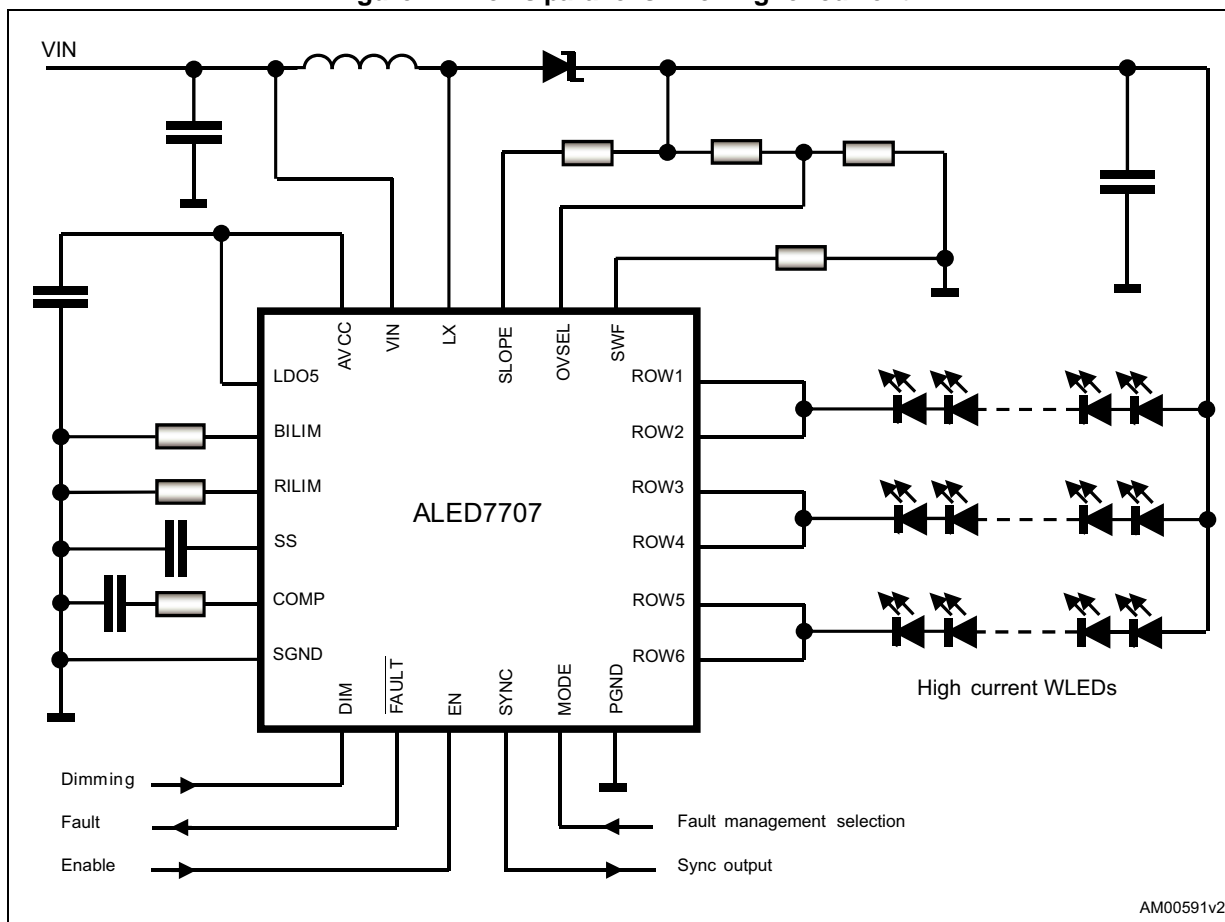 VIN
AVCC
VIN
LX
SLOPE
OVSEL
SWF
LDO5
BILIM
RILIM
SS
COMP
SGND
ALED7707
ROW1
ROW2
ROW3
ROW4
ROW5
ROW6
DIM
FAULT
EN
SYNC
MODE
PGND
High current WLEDs
Dimming
Fault
Enable
Fault management selection
Sync output
AM00591v2